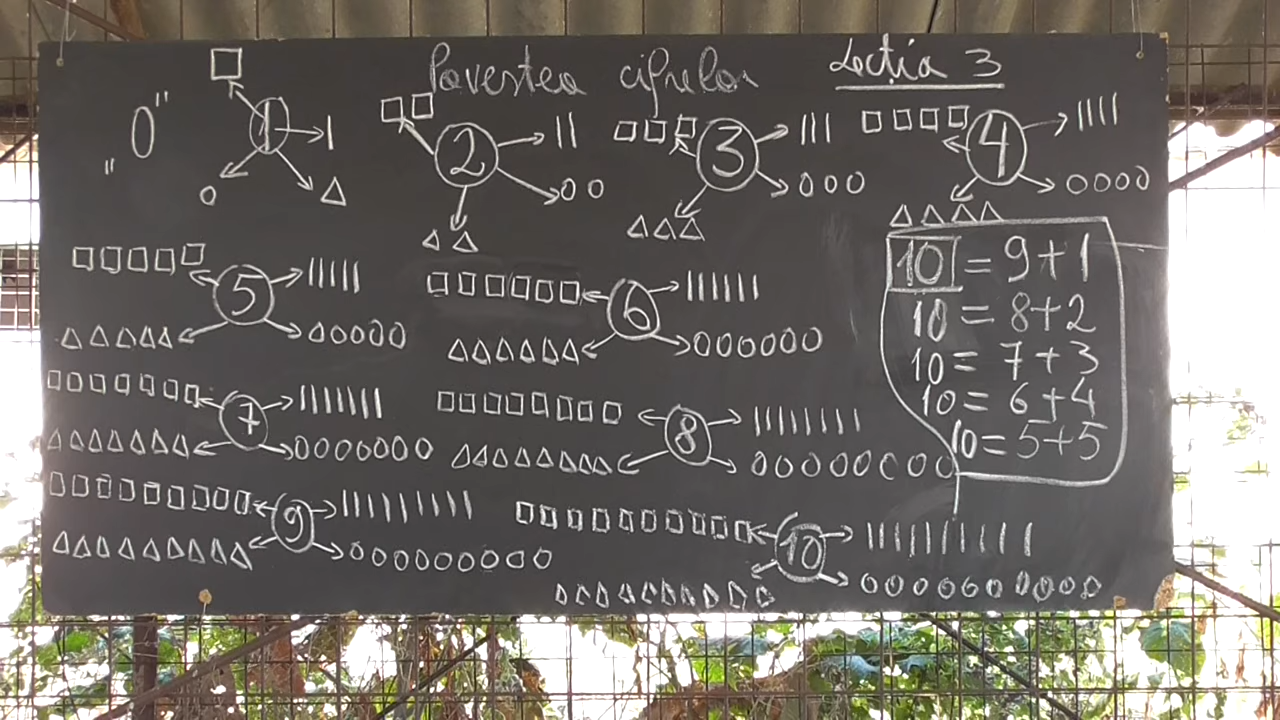 Povestea cifrelor Lectia 3
„0" 1 2 3 4
5 6
7 8
9 10
10 = 9+1
10 = 8+2
10 = 7+3
10 = 6+4
10 = 5+5